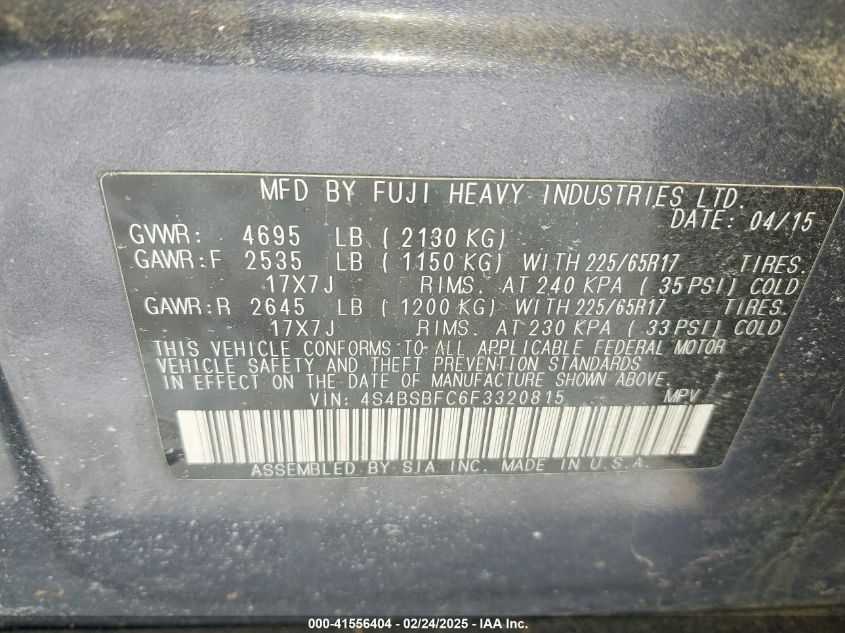 MFD BY FUJI HEAVY INDUSTRIES LTD.
DATE: 04/15
GVWR: 4695 LB (2130 KG)
GAWR:F 2535 LB (1150 KG) WITH 225/65R17 TIRES.
17X7J RIMS. AT 240 KPA (35 PSI) COLD
GAWR:R 2645 LB (1200 KG) WITH 225/65R17 TIRES.
17X7J RIMS. AT 230 KPA (33 PSI) COLD
THIS VEHICLE CONFORMS TO ALL APPLICABLE FEDERAL MOTOR
VEHICLE SAFETY AND THEFT PREVENTION STANDARDS
IN EFFECT ON THE DATE OF MANUFACTURE SHOWN ABOVE.
VIN: 4S4BSBFC6F3320815 MPV
ASSEMBLED BY SIA INC. MADE IN U.S.A.
000-41556404 - 02/24/2025 - IAA Inc.